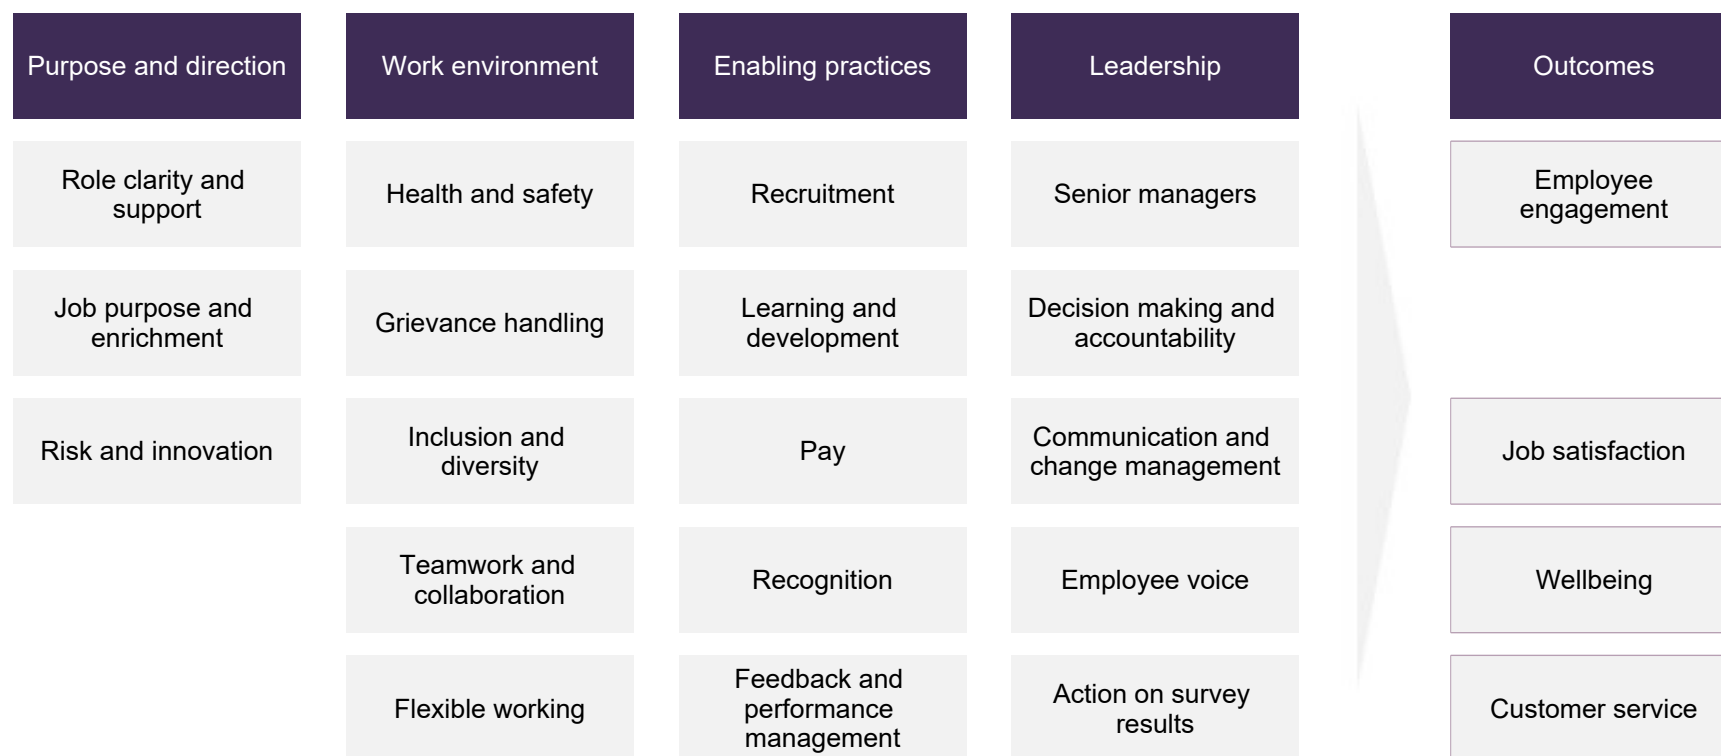 Purpose and direction
Work environment
Enabling practices
Leadership
Outcomes
Role clarity and
support
Health and safety
Recruitment
Senior managers
Employee
engagement
Job purpose and
enrichment
Grievance handling
Learning and
development
Decision making and
accountability
Risk and innovation
Inclusion and
diversity
Pay
Communication and
change management
Job satisfaction
Teamwork and
collaboration
Recognition
Employee voice
Wellbeing
Flexible working
Feedback and
performance
management
Action on survey
results
Customer service